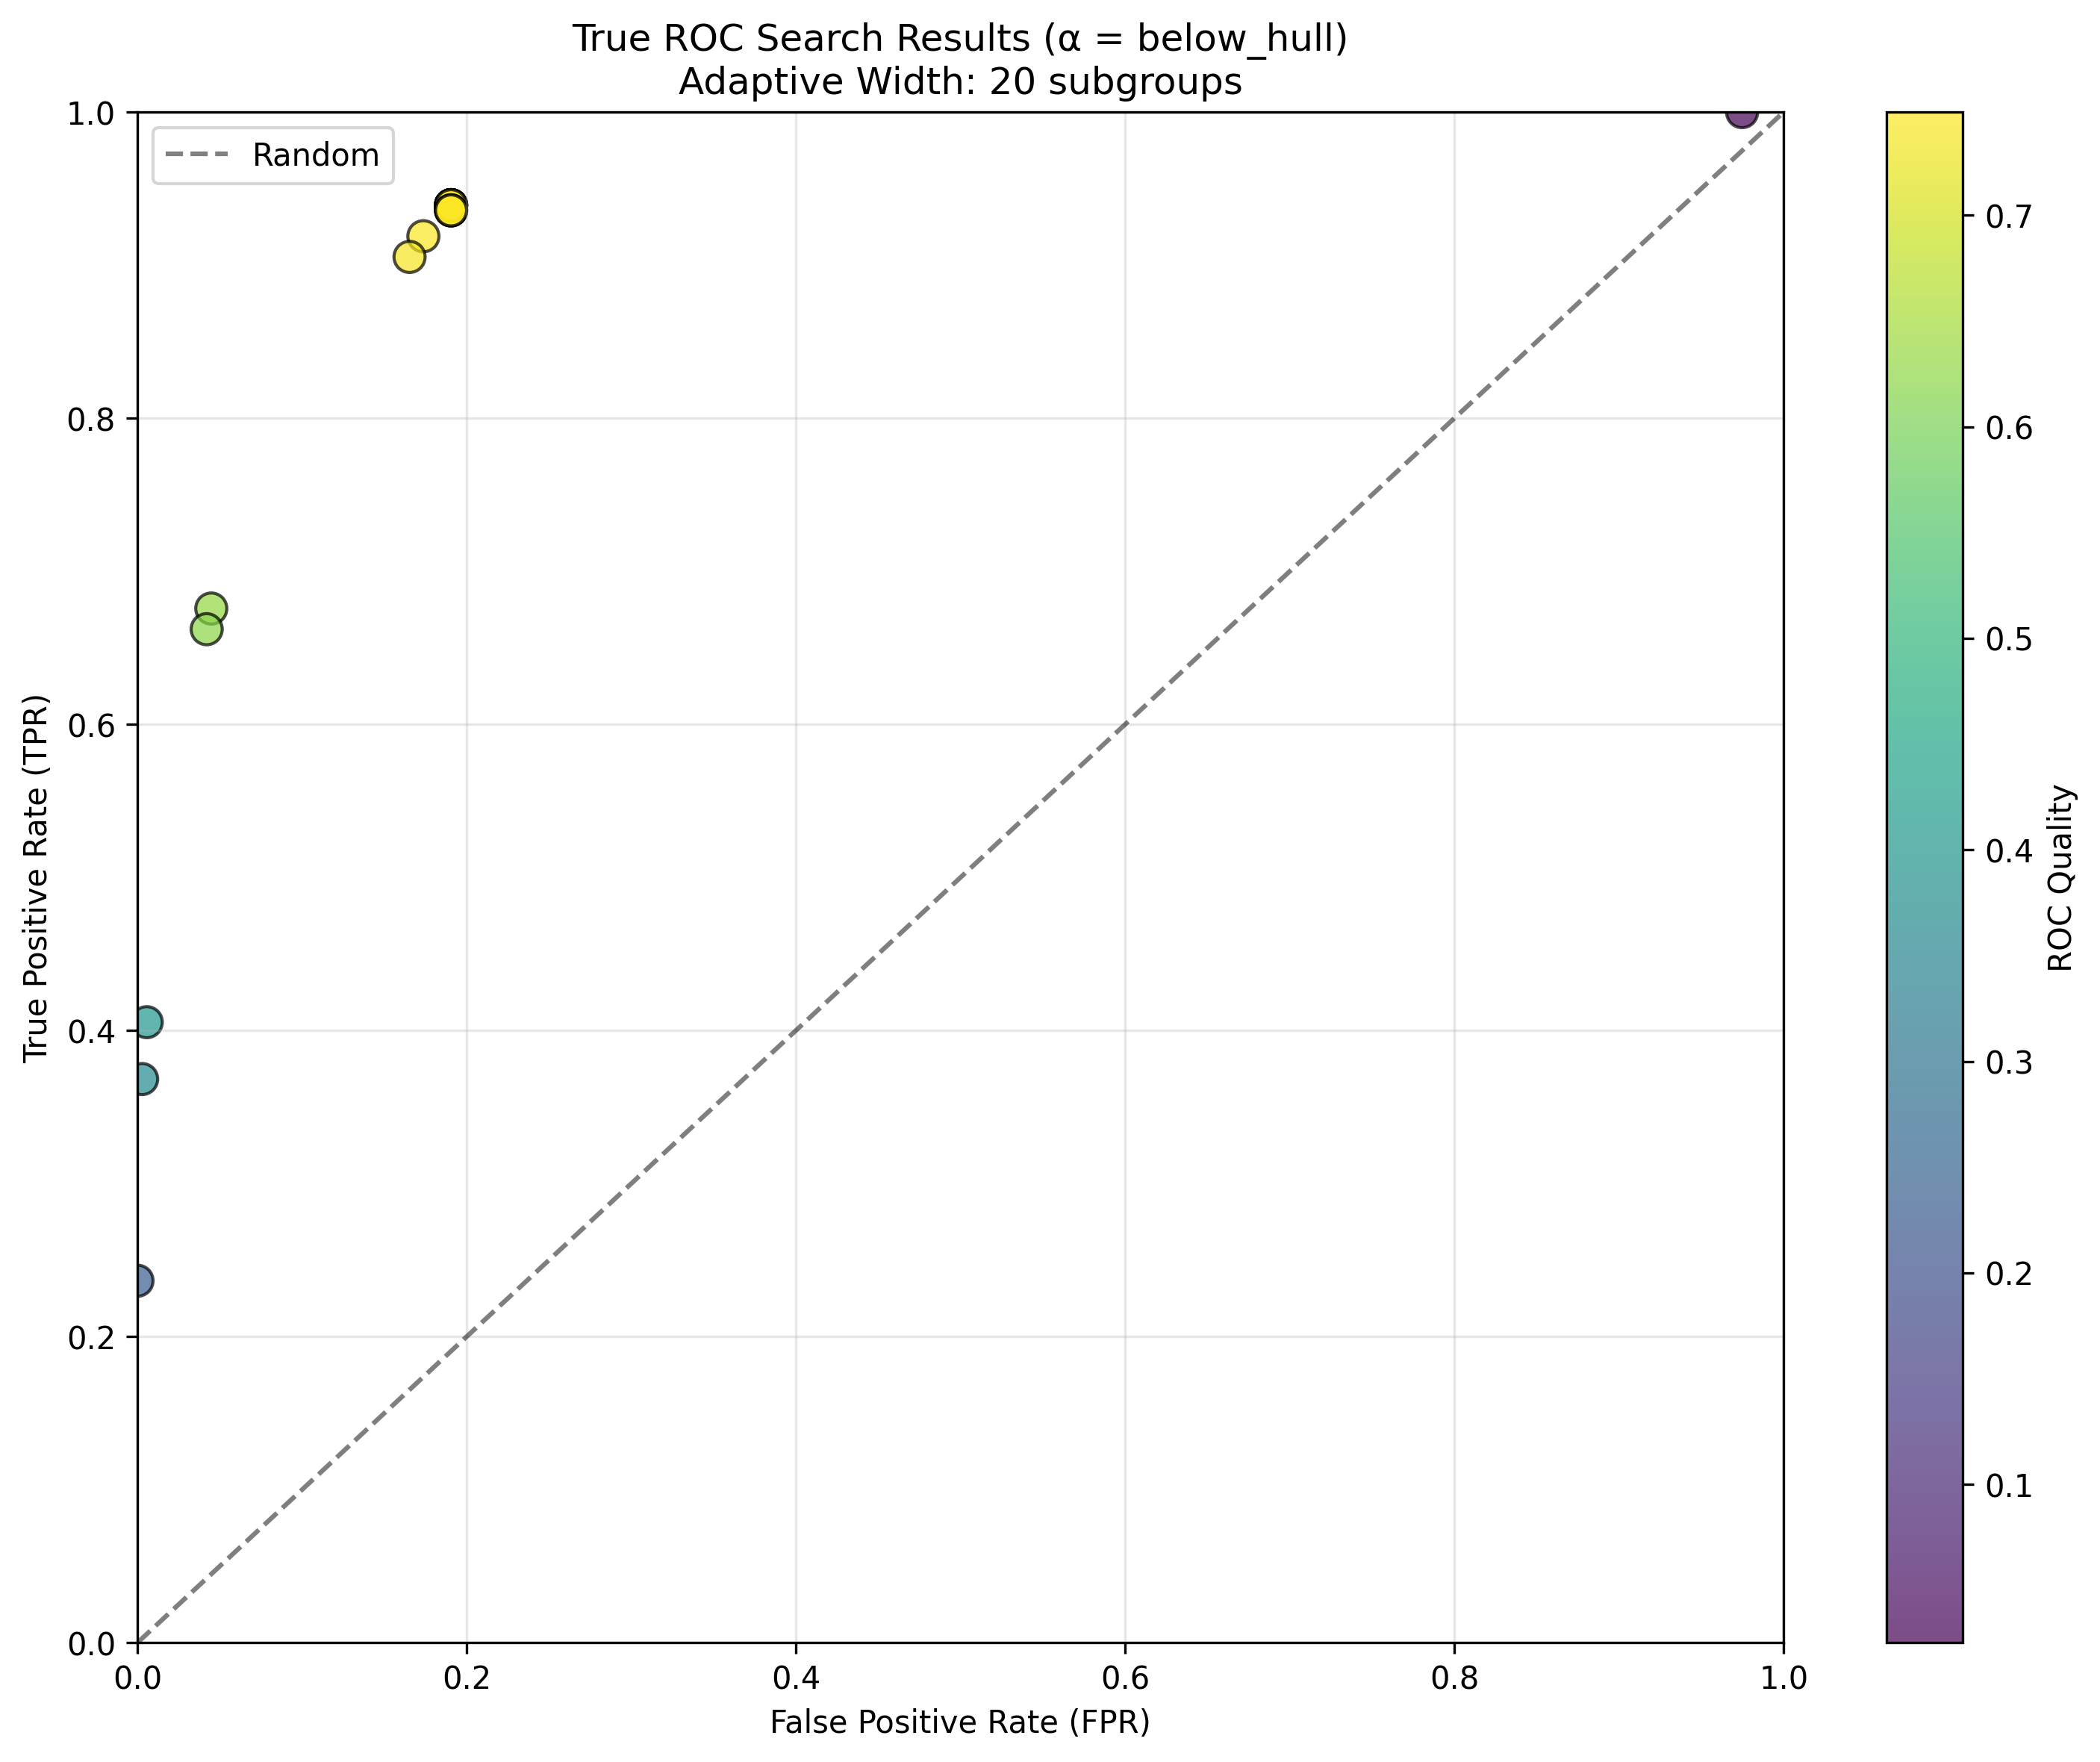 True ROC Search Results (α = below_hull)
Adaptive Width: 20 subgroups
Random
True Positive Rate (TPR)
1.0
0.8
0.6
0.4
0.2
0.0
0.0 0.2 0.4 0.6 0.8 1.0
False Positive Rate (FPR)
0.7
0.6
0.5
0.4
0.3
0.2
0.1
ROC Quality